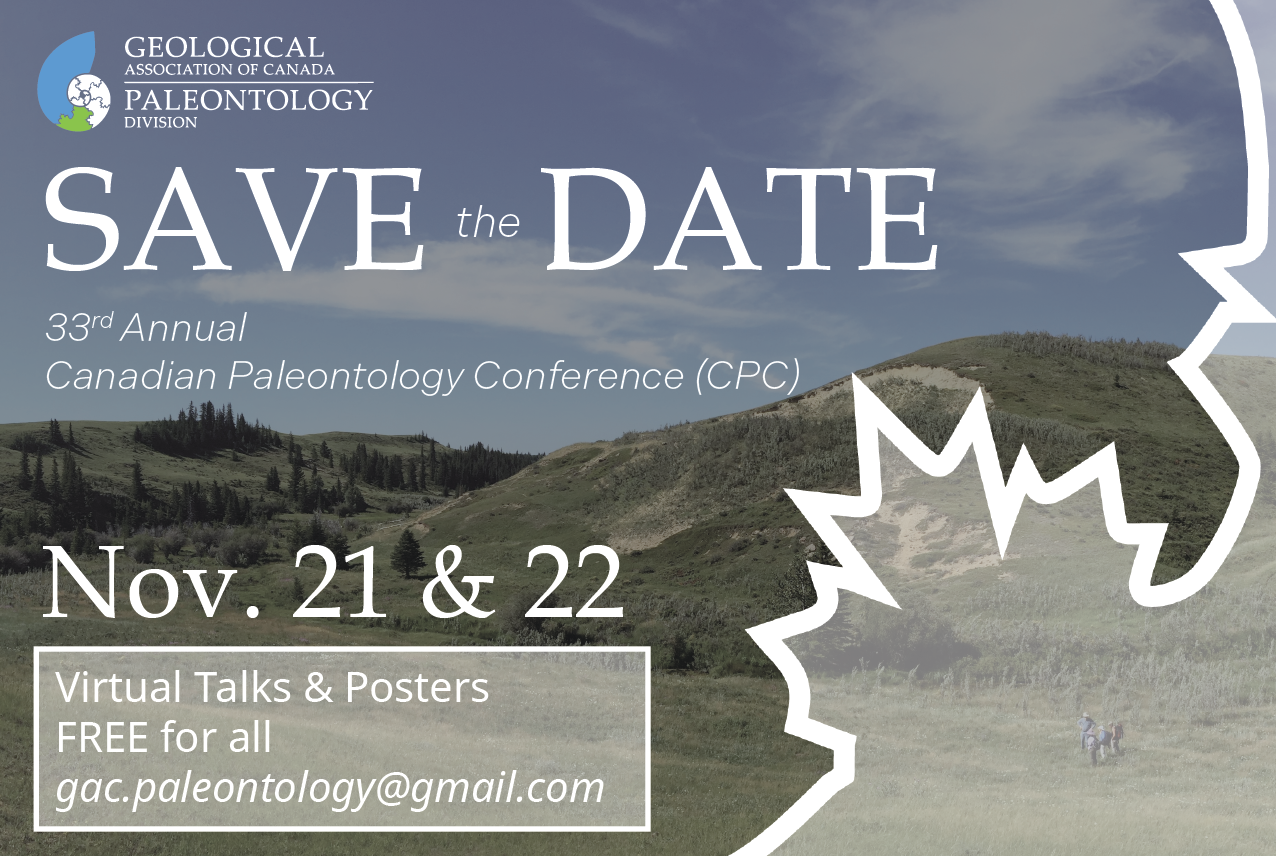 GEOLOGICAL
ASSOCIATION OF CANADA
PALEONTOLOGY
DIVISION
SAVE the DATE
33rd Annual
Canadian Paleontology Conference (CPC)
Nov. 21 & 22
Virtual Talks & Posters
FREE for all
gac.paleontology@gmail.com